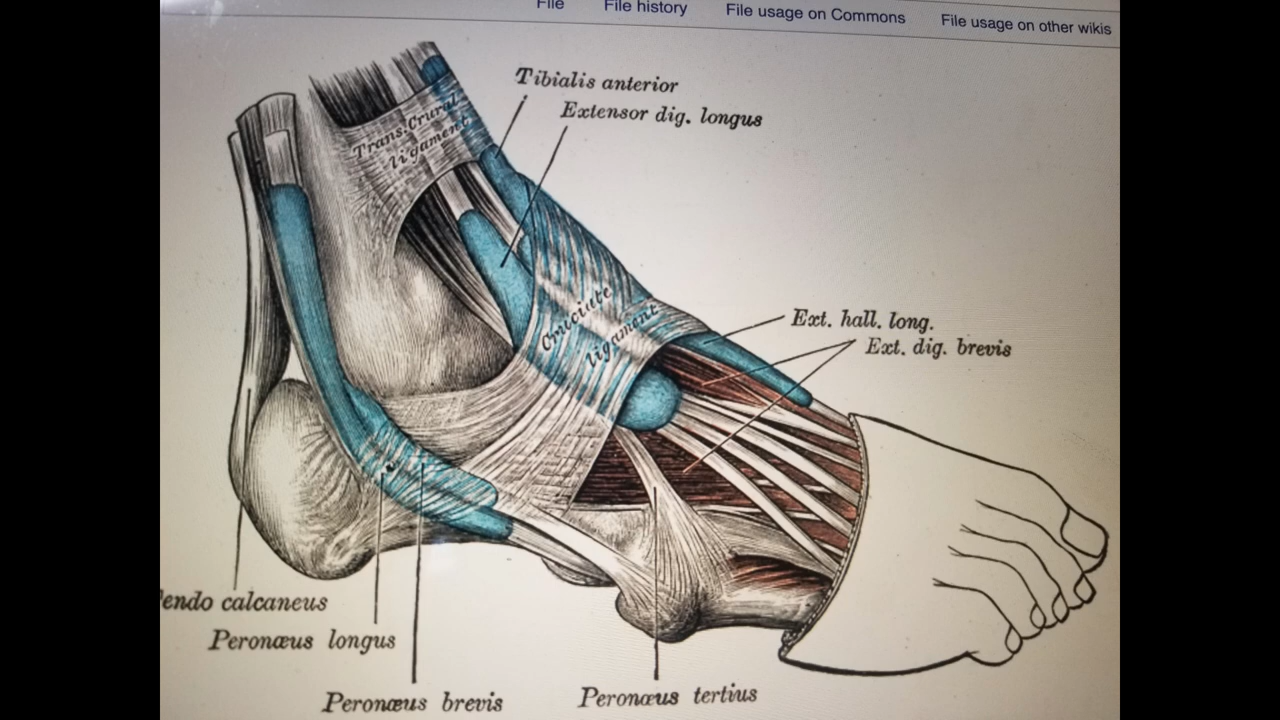 File File history File usage on Commons File usage on other wikis
Tibialis anterior
Extensor dig. longus
Trans. Crural
ligament
Cruciate
ligament
Ext. hall. long.
Ext. dig. brevis
endo calcaneus
Peronæus longus
Peronæus brevis
Peronæus tertius